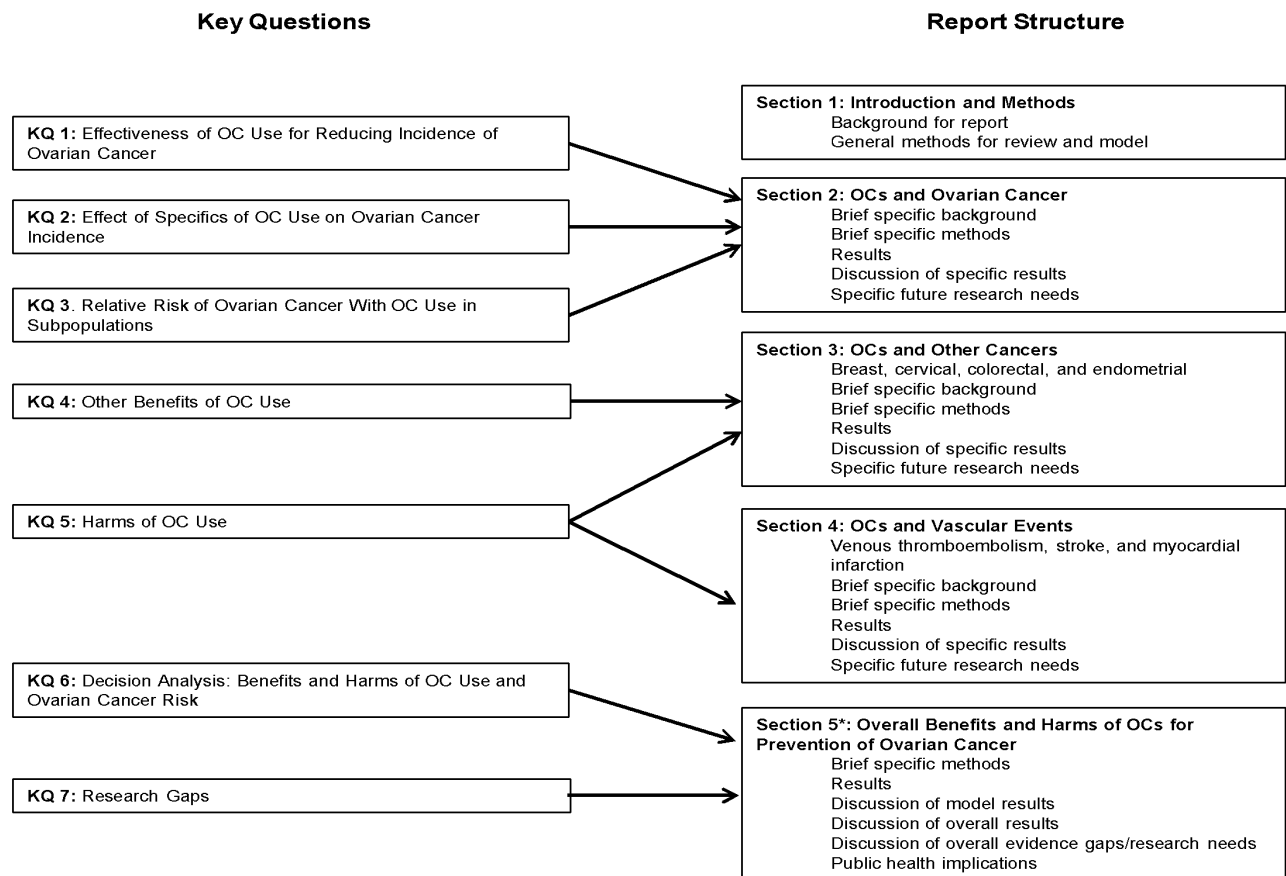 Key Questions
KQ 1: Effectiveness of OC Use for Reducing Incidence of
Ovarian Cancer
KQ 2: Effect of Specifics of OC Use on Ovarian Cancer
Incidence
KQ 3. Relative Risk of Ovarian Cancer With OC Use in
Subpopulations
KQ 4: Other Benefits of OC Use
KQ 5: Harms of OC Use
KQ 6: Decision Analysis: Benefits and Harms of OC Use and
Ovarian Cancer Risk
KQ 7: Research Gaps
Report Structure
Section 1: Introduction and Methods
Background for report
General methods for review and model
Section 2: OCs and Ovarian Cancer
Brief specific background
Brief specific methods
Results
Discussion of specific results
Specific future research needs
Section 3: OCs and Other Cancers
Breast, cervical, colorectal, and endometrial
Brief specific background
Brief specific methods
Results
Discussion of specific results
Specific future research needs
Section 4: OCs and Vascular Events
Venous thromboembolism, stroke, and myocardial
infarction
Brief specific background
Brief specific methods
Results
Discussion of specific results
Specific future research needs
Section 5*: Overall Benefits and Harms of OCs for
Prevention of Ovarian Cancer
Brief specific methods
Results
Discussion of model results
Discussion of overall results
Discussion of overall evidence gaps/research needs
Public health implications